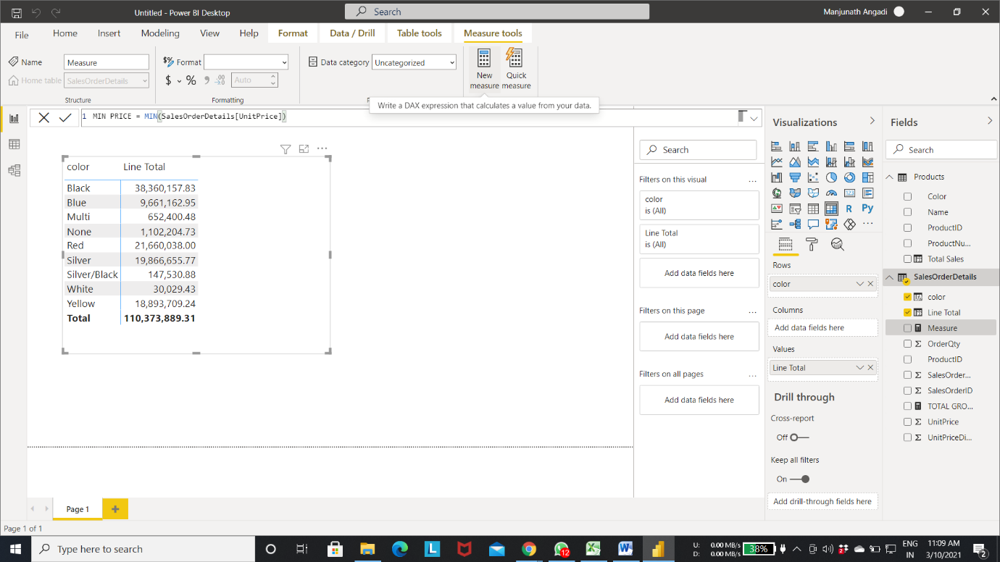 Untitled - Power BI Desktop
Search
Manjunath Angadi
File Home Insert Modeling View Help Format Data / Drill Table tools Measure tools
Name Measure
Home table SalesOrderDetails
Structure
$% Format
$ % 9 .00 Auto
Formatting
Data category Uncategorized
New measure
Quick measure
Write a DAX expression that calculates a value from your data.
1 MIN PRICE = MIN(SalesOrderDetails[UnitPrice])
color Line Total
Black 38,360,157.83
Blue 9,661,162.95
Multi 652,400.48
None 1,102,204.73
Red 21,660,038.00
Silver 19,866,655.77
Silver/Black 147,530.88
White 30,029.43
Yellow 18,893,709.24
Total 110,373,889.31
Search
Filters on this visual ...
color
is (All)
Line Total
is (All)
Add data fields here
Filters on this page ...
Add data fields here
Filters on all pages ...
Add data fields here
Visualizations
R Py
...
Rows
color
Columns
Add data fields here
Values
Line Total
Drill through
Cross-report
Off
Keep all filters
On
Add drill-through fields here
Fields
Search
Products
Color
Name
ProductID
ProductNu...
Total Sales
SalesOrderDetails
color
Line Total
Measure
Σ OrderQty
ProductID
Σ SalesOrder...
Σ SalesOrderID
TOTAL GRO...
Σ UnitPrice
Σ UnitPriceDi...
Page 1
+
Page 1 of 1
Type here to search
L
12
U: 0.00 MB/s
D: 0.00 MB/s
38%
ENG
IN
11:09 AM
3/10/2021
2